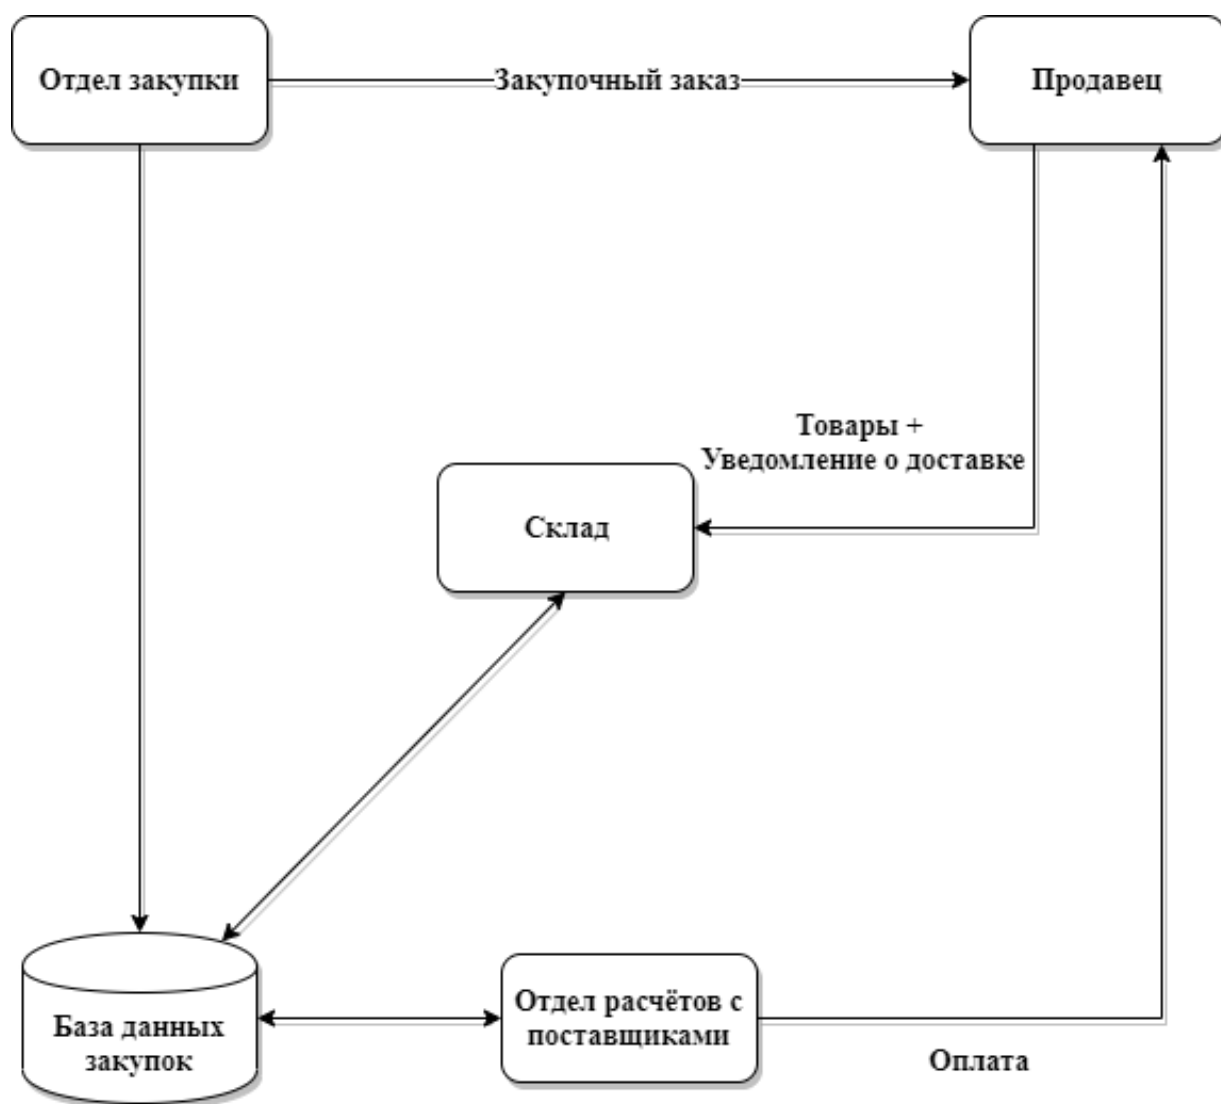 Отдел закупки
Закупочный заказ
Продавец
Товары +
Уведомление о доставке
Склад
База данных
закупок
Отдел расчётов с
поставщиками
Оплата